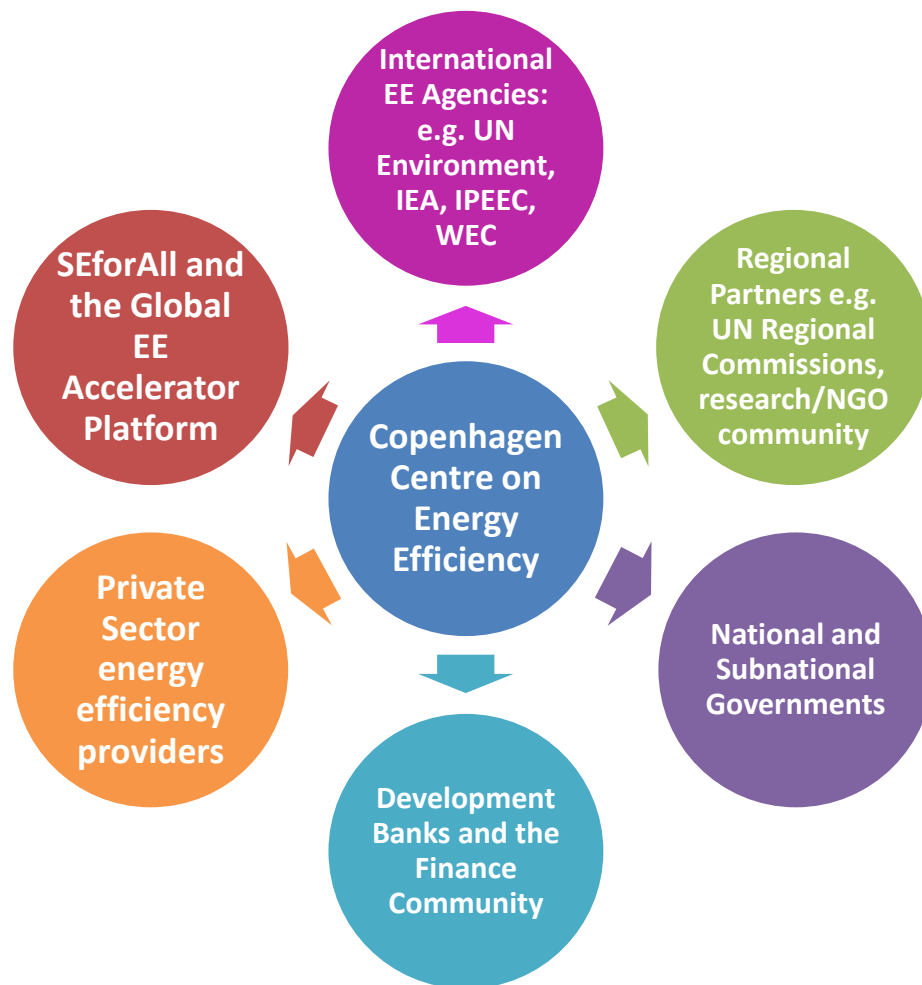 International
EE Agencies:
e.g. UN
Environment,
IEA, IPEEC,
WEC
SEforAll and
the Global
EE
Accelerator
Platform
Regional
Partners e.g.
UN Regional
Commissions,
research/NGO
community
Copenhagen
Centre on
Energy
Efficiency
Private
Sector
energy
efficiency
providers
National and
Subnational
Governments
Development
Banks and the
Finance
Community